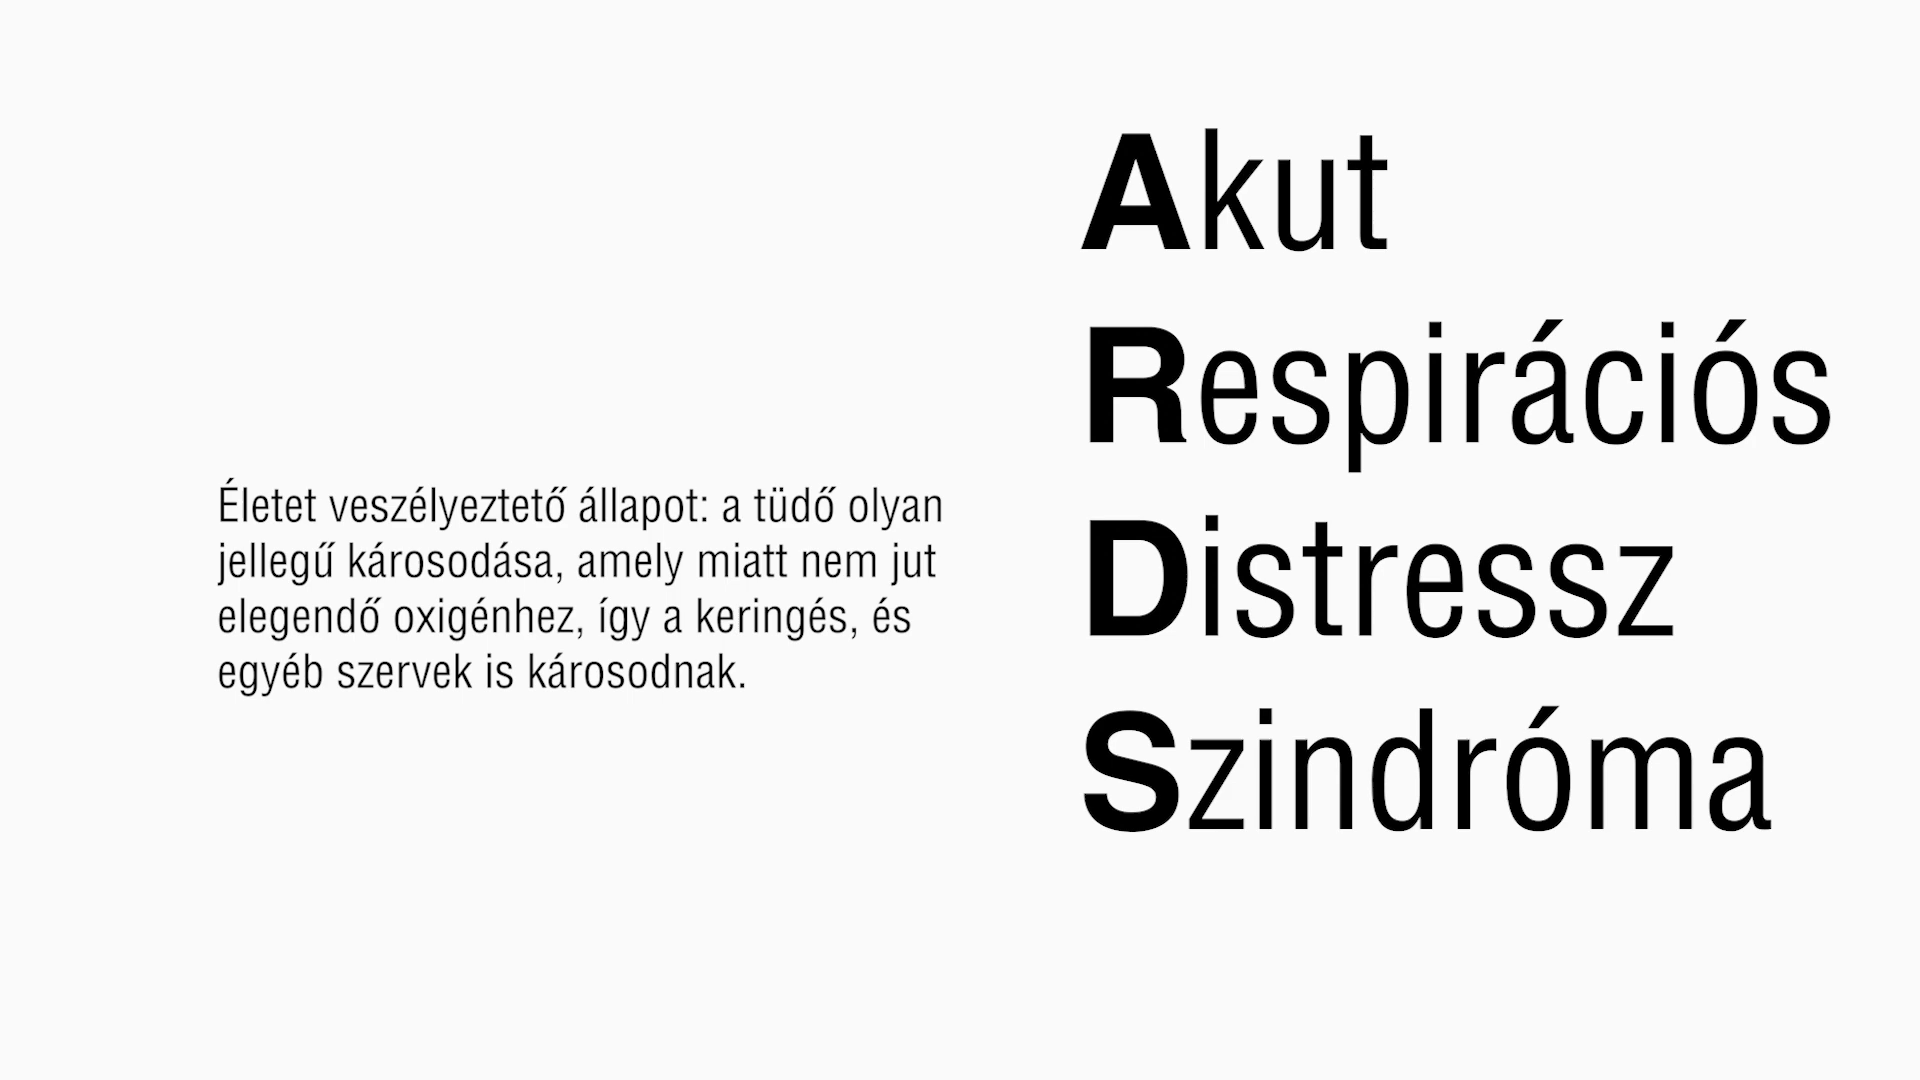 Életet veszélyeztető állapot: a tüdő olyan
jellegű károsodása, amely miatt nem jut
elegendő oxigénhez, így a keringés, és
egyéb szervek is károsodnak.
Akut
Respirációs
Distressz
Szindróma